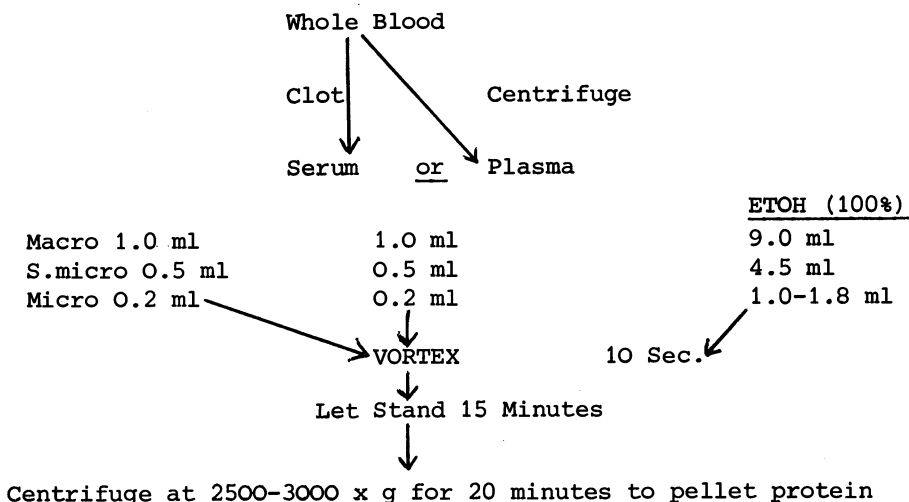 Whole Blood
Clot Centrifuge
Serum or Plasma
ETOH (100%)
Macro 1.0 ml 1.0 ml 9.0 ml
S.micro 0.5 ml 0.5 ml 4.5 ml
Micro 0.2 ml 0.2 ml 1.0-1.8 ml
VORTEX 10 Sec.
Let Stand 15 Minutes
Centrifuge at 2500-3000 x g for 20 minutes to pellet protein